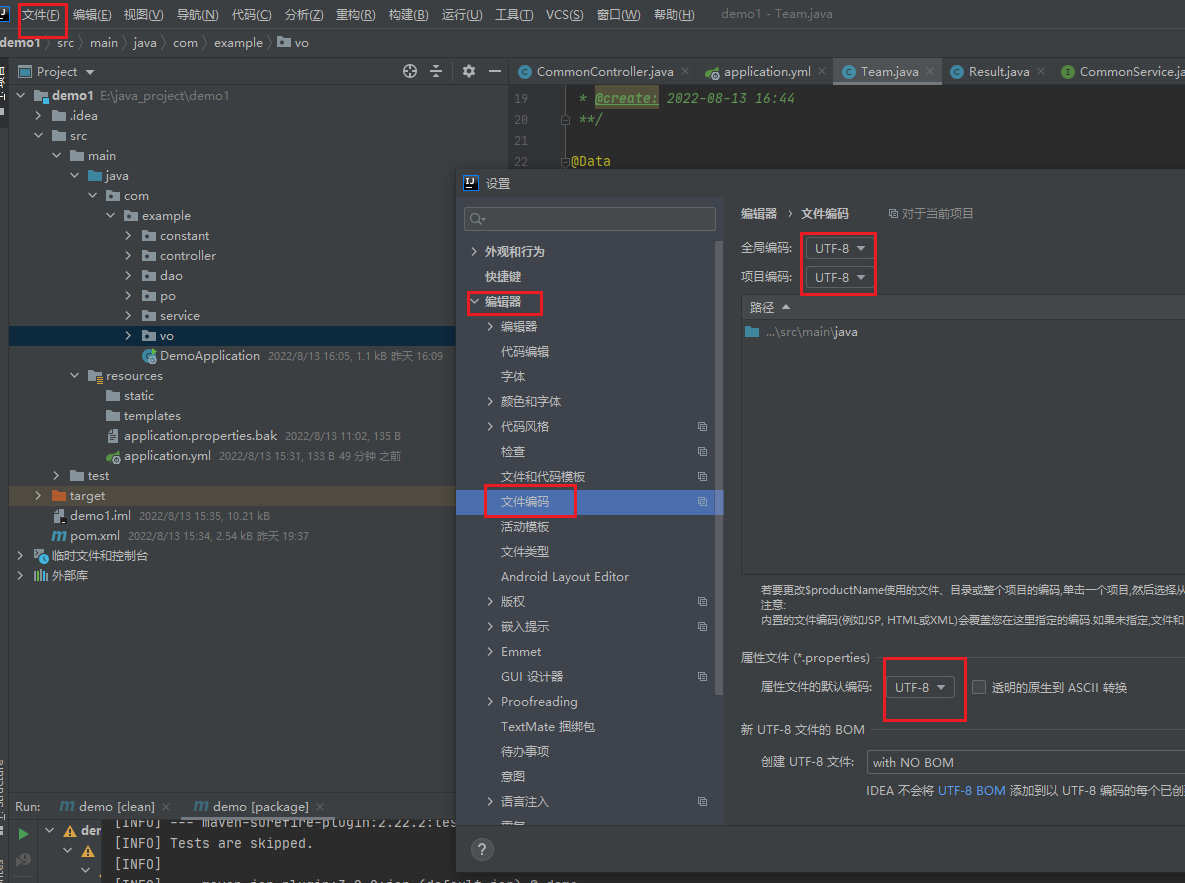 文件(F) 编辑(E) 视图(V) 导航(N) 代码(C) 分析(Z) 重构(R) 构建(B) 运行(U) 工具(T) VCS(S) 窗口(W) 帮助(H) demo1 - Team.java
demo1 src main java com example vo
Project
CommonController.java application.yml Team.java Result.java CommonService.ja
demo1 E:\java_project\demo1
.idea
src
main
java
com
example
constant
controller
dao
po
service
vo
DemoApplication 2022/8/13 16:05, 1.1 kB 昨天 16:09
resources
static
templates
application.properties.bak 2022/8/13 11:02, 135 B
application.yml 2022/8/13 15:31, 133 B 49 分钟 之前
test
target
demo1.iml 2022/8/13 15:35, 10.21 kB
pom.xml 2022/8/13 15:34, 2.54 kB 昨天 19:37
临时文件和控制台
外部库
19 * @create: 2022-08-13 16:44
20 **/
21
22 @Data
设置
外观和行为
快捷键
编辑器
编辑器
代码编辑
字体
颜色和字体
代码风格
检查
文件和代码模板
文件编码
活动模板
文件类型
Android Layout Editor
版权
嵌入提示
Emmet
GUI 设计器
Proofreading
TextMate 捆绑包
待办事项
意图
语言注入
编辑器 › 文件编码 对于当前项目
全局编码: UTF-8
项目编码: UTF-8
路径
...\src\main\java
若要更改$productName使用的文件、目录或整个项目的编码,单击一个项目,然后选择从
注意:
内置的文件编码(例如JSP, HTML或XML)会覆盖您在这里指定的编码.如果未指定,文件和
属性文件 (*.properties)
属性文件的默认编码: UTF-8 透明的原生到 ASCII 转换
新 UTF-8 文件的 BOM
创建 UTF-8 文件: with NO BOM
IDEA 不会将 UTF-8 BOM 添加到以 UTF-8 编码的每个已创
?
Run: demo [clean] demo [package]
der
[INFO] --- maven-surefire-plugin:2.22.2:tes
[INFO] Tests are skipped.
[INFO]